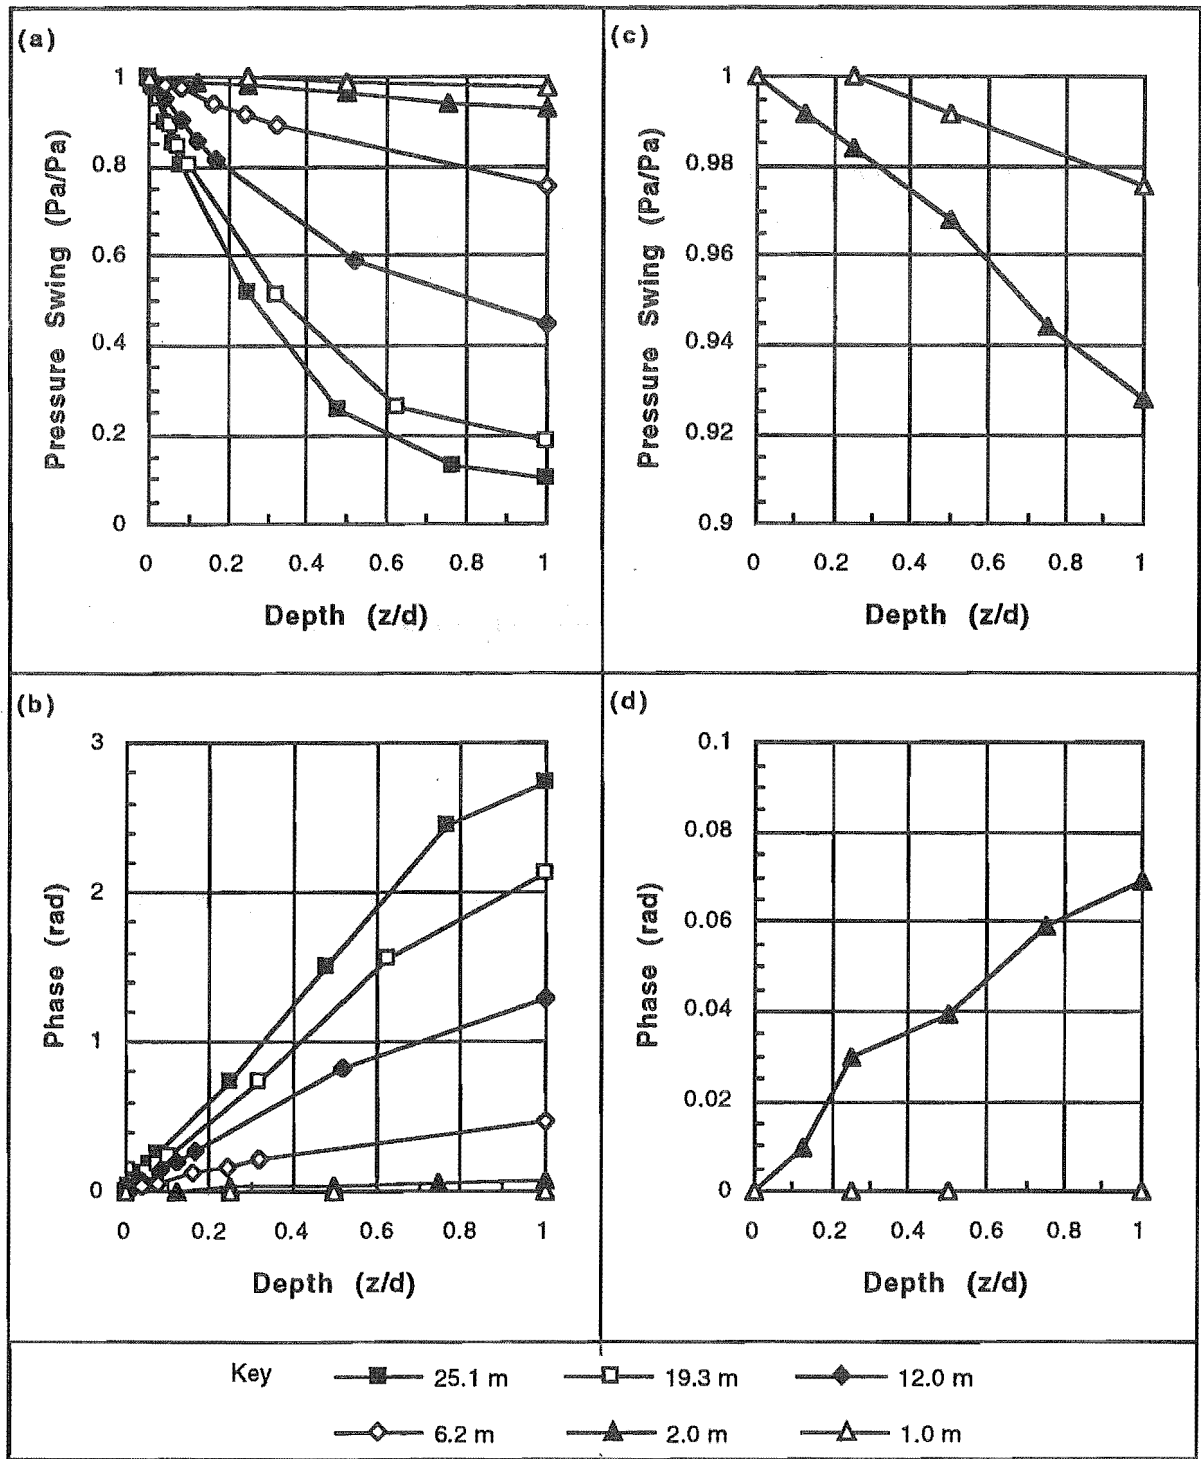 (a)
Pressure Swing (Pa/Pa)
1
0.8
0.6
0.4
0.2
0
0 0.2 0.4 0.6 0.8 1
Depth (z/d)
(c)
Pressure Swing (Pa/Pa)
1
0.98
0.96
0.94
0.92
0.9
0 0.2 0.4 0.6 0.8 1
Depth (z/d)
(b)
Phase (rad)
3
2
1
0
0 0.2 0.4 0.6 0.8 1
Depth (z/d)
(d)
Phase (rad)
0.1
0.08
0.06
0.04
0.02
0
0 0.2 0.4 0.6 0.8 1
Depth (z/d)
Key 25.1 m 19.3 m 12.0 m
6.2 m 2.0 m 1.0 m